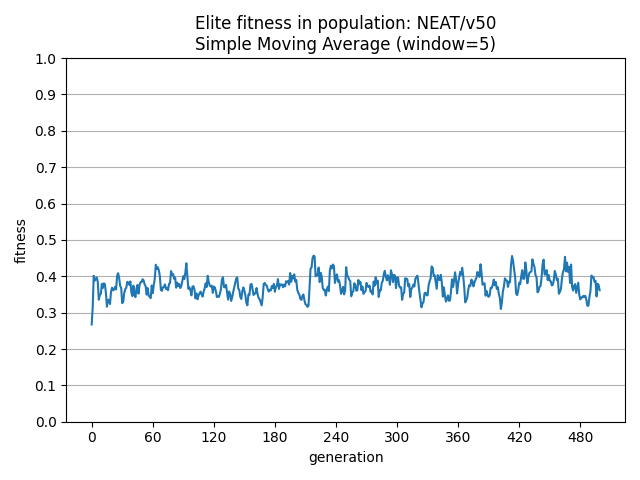 Elite fitness in population: NEAT/v50
Simple Moving Average (window=5)
1.0
0.9
0.8
0.7
0.6
0.5
0.4
0.3
0.2
0.1
0.0
fitness
0 60 120 180 240 300 360 420 480
generation